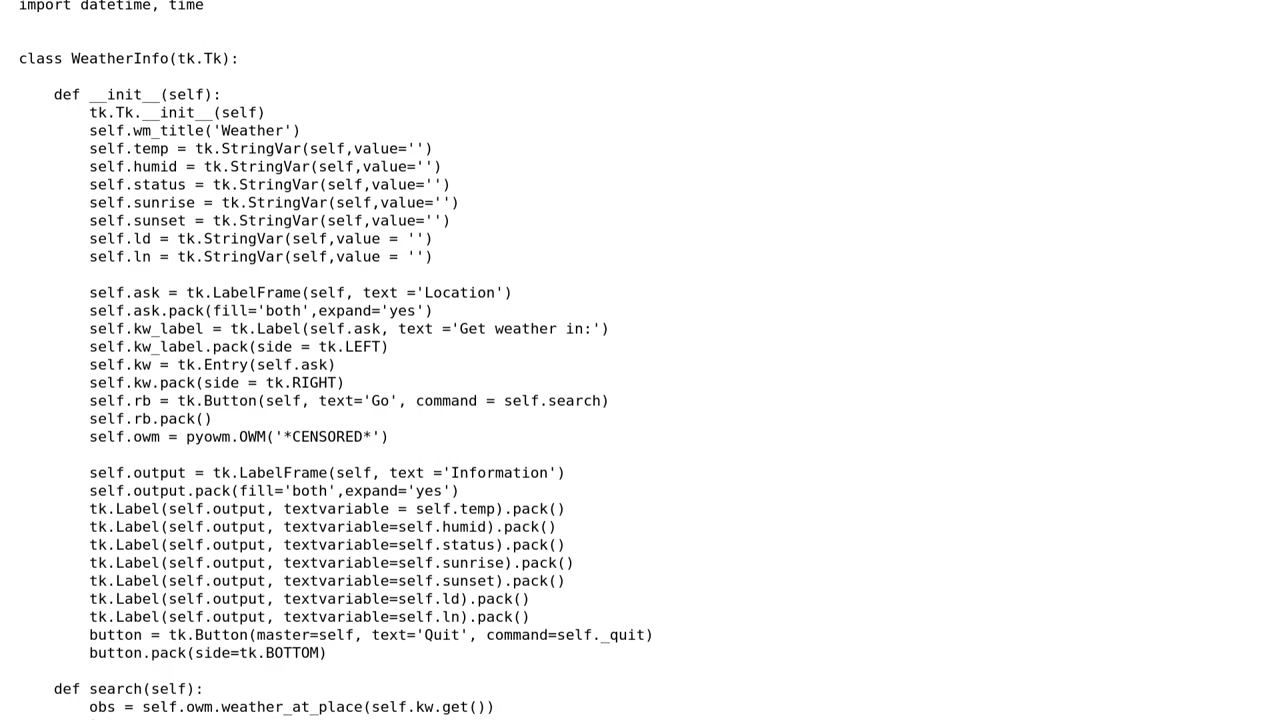 import datetime, time
class WeatherInfo(tk.Tk):
    def __init__(self):
        tk.Tk.__init__(self)
        self.wm_title('Weather')
        self.temp = tk.StringVar(self,value='')
        self.humid = tk.StringVar(self,value='')
        self.status = tk.StringVar(self,value='')
        self.sunrise = tk.StringVar(self,value='')
        self.sunset = tk.StringVar(self,value='')
        self.ld = tk.StringVar(self,value = '')
        self.ln = tk.StringVar(self,value = '')
        self.ask = tk.LabelFrame(self, text ='Location')
        self.ask.pack(fill='both',expand='yes')
        self.kw_label = tk.Label(self.ask, text ='Get weather in:')
        self.kw_label.pack(side = tk.LEFT)
        self.kw = tk.Entry(self.ask)
        self.kw.pack(side = tk.RIGHT)
        self.rb = tk.Button(self, text='Go', command = self.search)
        self.rb.pack()
        self.owm = pyowm.OWM('*CENSORED*')
        self.output = tk.LabelFrame(self, text ='Information')
        self.output.pack(fill='both',expand='yes')
        tk.Label(self.output, textvariable = self.temp).pack()
        tk.Label(self.output, textvariable=self.humid).pack()
        tk.Label(self.output, textvariable=self.status).pack()
        tk.Label(self.output, textvariable=self.sunrise).pack()
        tk.Label(self.output, textvariable=self.sunset).pack()
        tk.Label(self.output, textvariable=self.ld).pack()
        tk.Label(self.output, textvariable=self.ln).pack()
        button = tk.Button(master=self, text='Quit', command=self._quit)
        button.pack(side=tk.BOTTOM)
    def search(self):
        obs = self.owm.weather_at_place(self.kw.get())